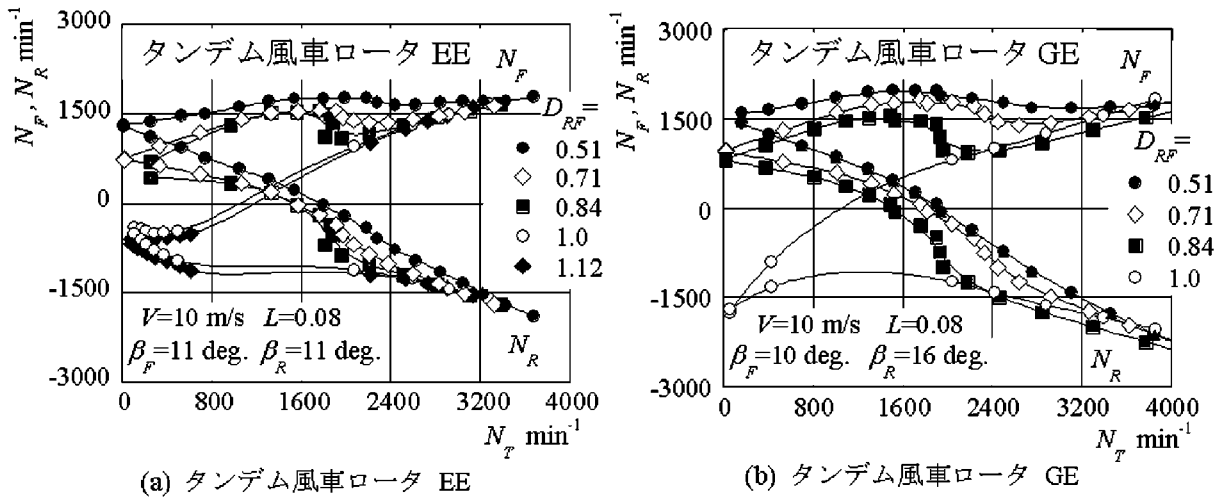 3000
1500
0
-1500
-3000
N_F, N_R min⁻¹
タンデム風車ロータ EE
N_F
D_RF=
0.51
0.71
0.84
1.0
1.12
V=10 m/s L=0.08
β_F=11 deg. β_R=11 deg.
N_R
0 800 1600 2400 3200 4000
N_T min⁻¹
(a) タンデム風車ロータ EE
3000
1500
0
-1500
-3000
N_F, N_R min⁻¹
タンデム風車ロータ GE
N_F
D_RF=
0.51
0.71
0.84
1.0
V=10 m/s L=0.08
β_F=10 deg. β_R=16 deg.
N_R
0 800 1600 2400 3200 4000
N_T min⁻¹
(b) タンデム風車ロータ GE